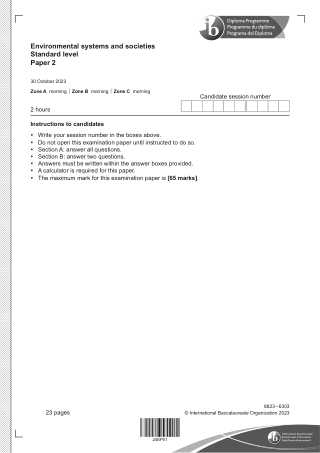 Diploma Programme
Programme du diplôme
Programa del Diploma
Environmental systems and societies
Standard level
Paper 2
30 October 2023
Zone A morning | Zone B morning | Zone C morning
Candidate session number
2 hours
Instructions to candidates
• Write your session number in the boxes above.
• Do not open this examination paper until instructed to do so.
• Section A: answer all questions.
• Section B: answer two questions.
• Answers must be written within the answer boxes provided.
• A calculator is required for this paper.
• The maximum mark for this examination paper is [65 marks].
8823–6303
23 pages
© International Baccalaureate Organization 2023